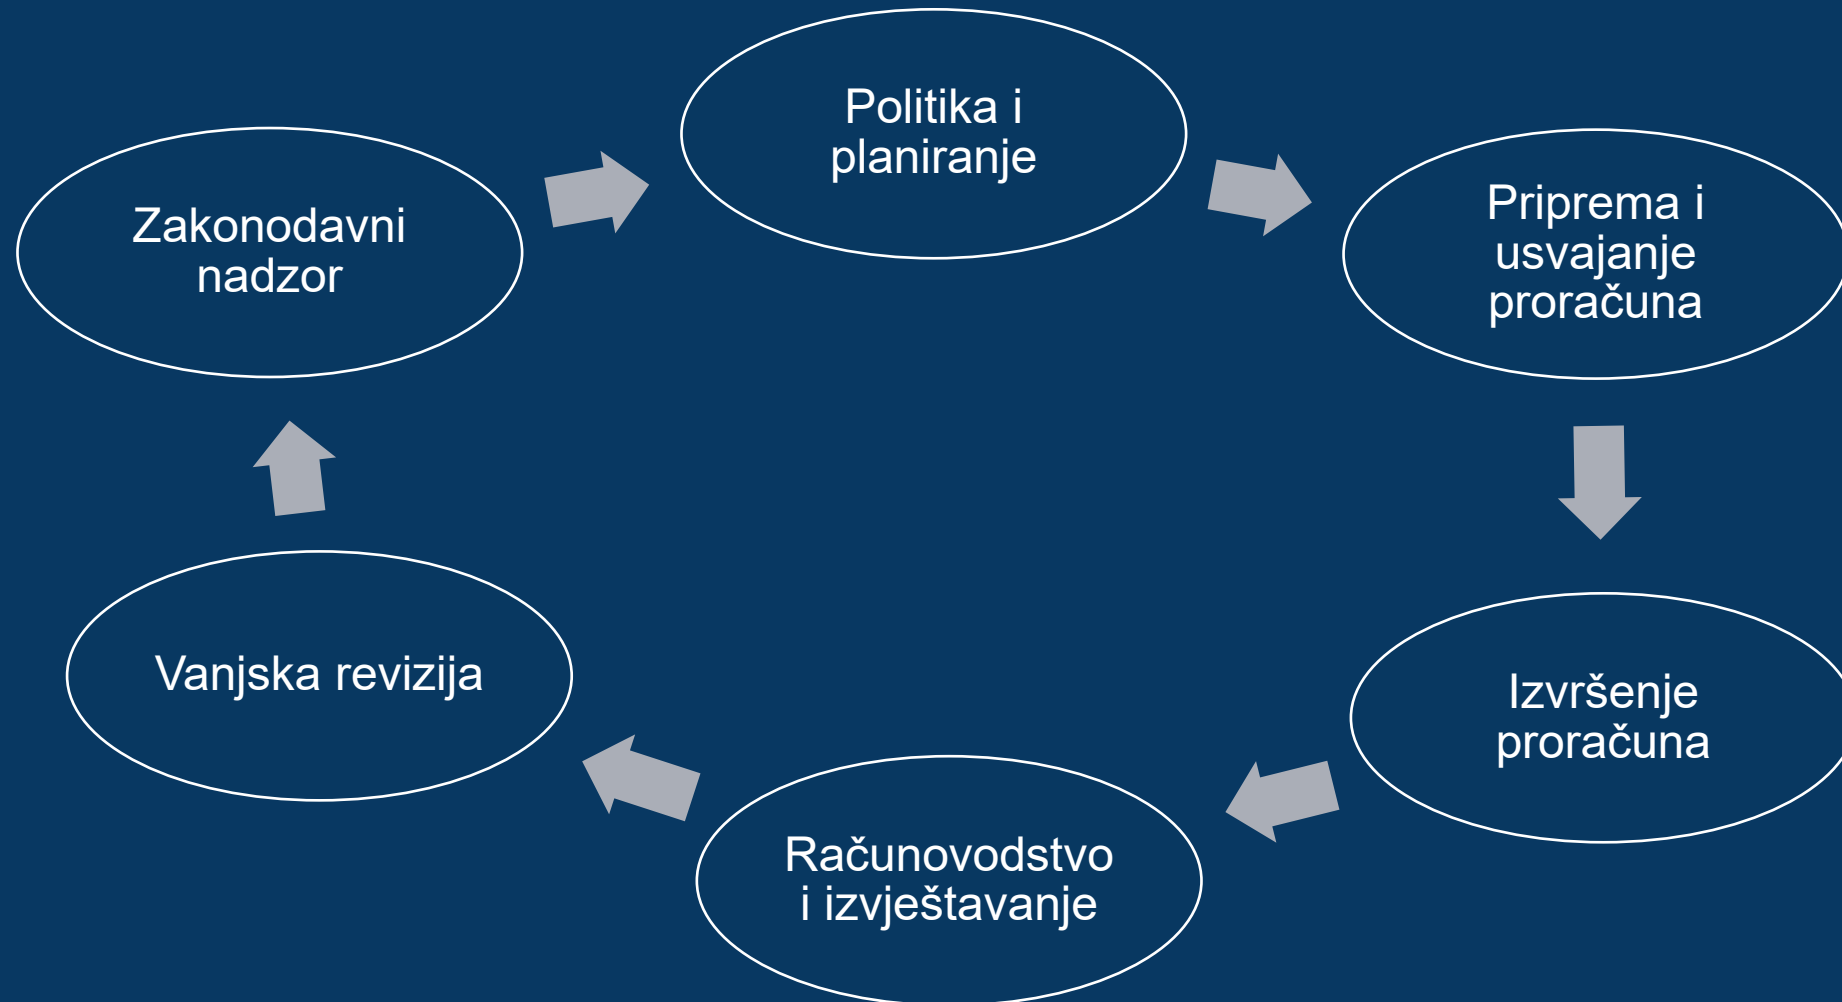 Politika i
planiranje
Priprema i
usvajanje
proračuna
Izvršenje
proračuna
Računovodstvo
i izvještavanje
Vanjska revizija
Zakonodavni
nadzor